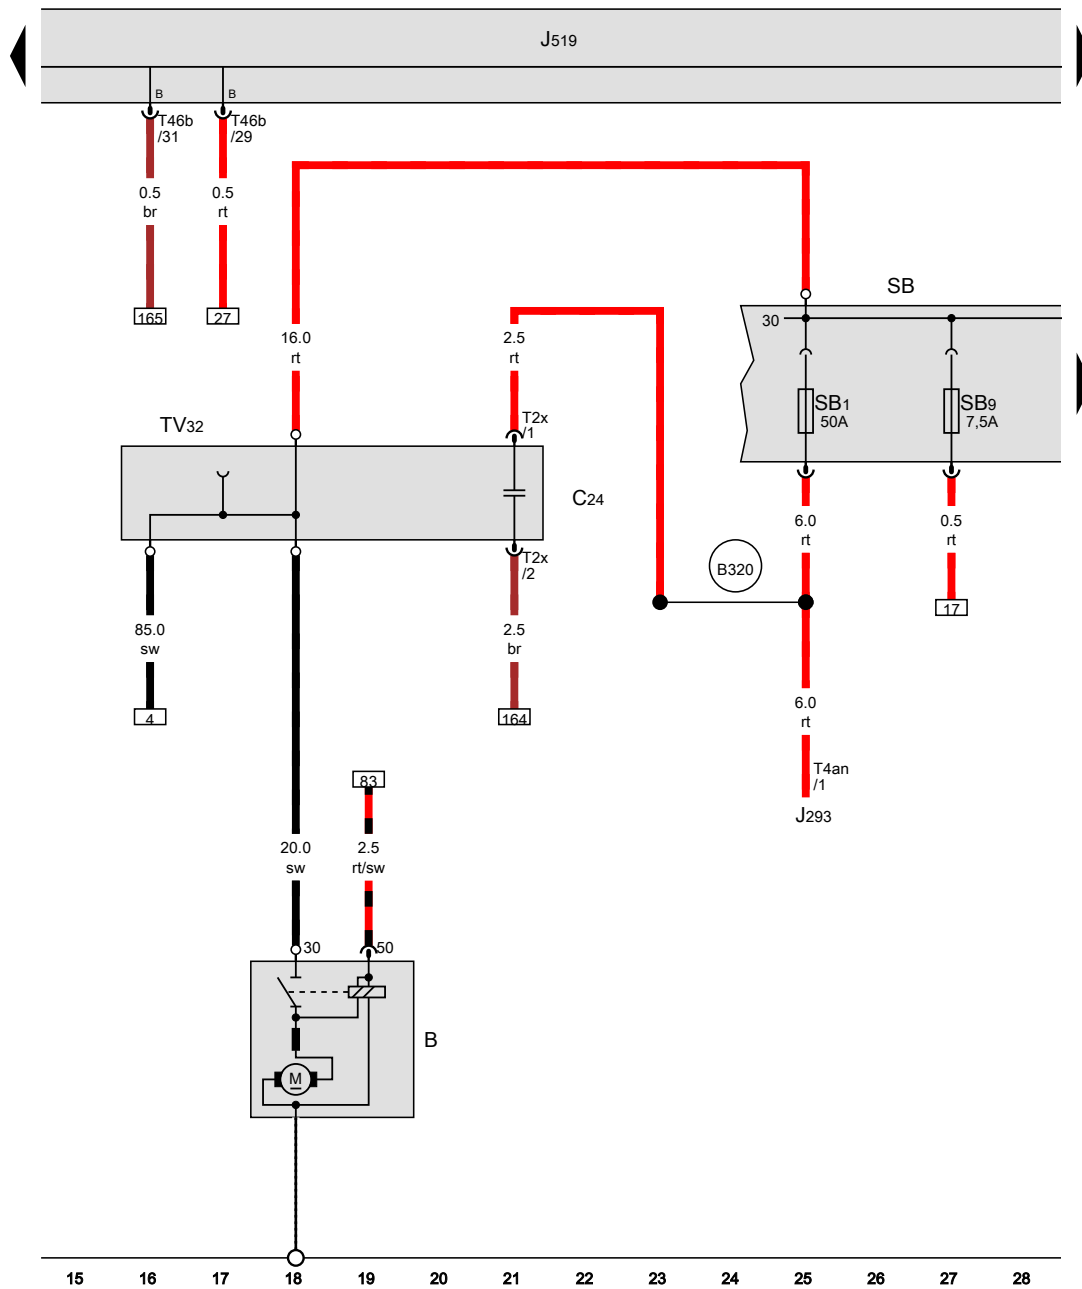 J519
B
B
T46b
/31
T46b
/29
0.5
br
0.5
rt
165
27
SB
30
16.0
rt
2.5
rt
SB1
50A
SB9
7,5A
TV32
T2x
/1
C24
T2x
/2
6.0
rt
0.5
rt
B320
17
85.0
sw
2.5
br
4
164
6.0
rt
T4an
/1
J293
83
20.0
sw
2.5
rt/sw
30
50
B
M
15 16 17 18 19 20 21 22 23 24 25 26 27 28